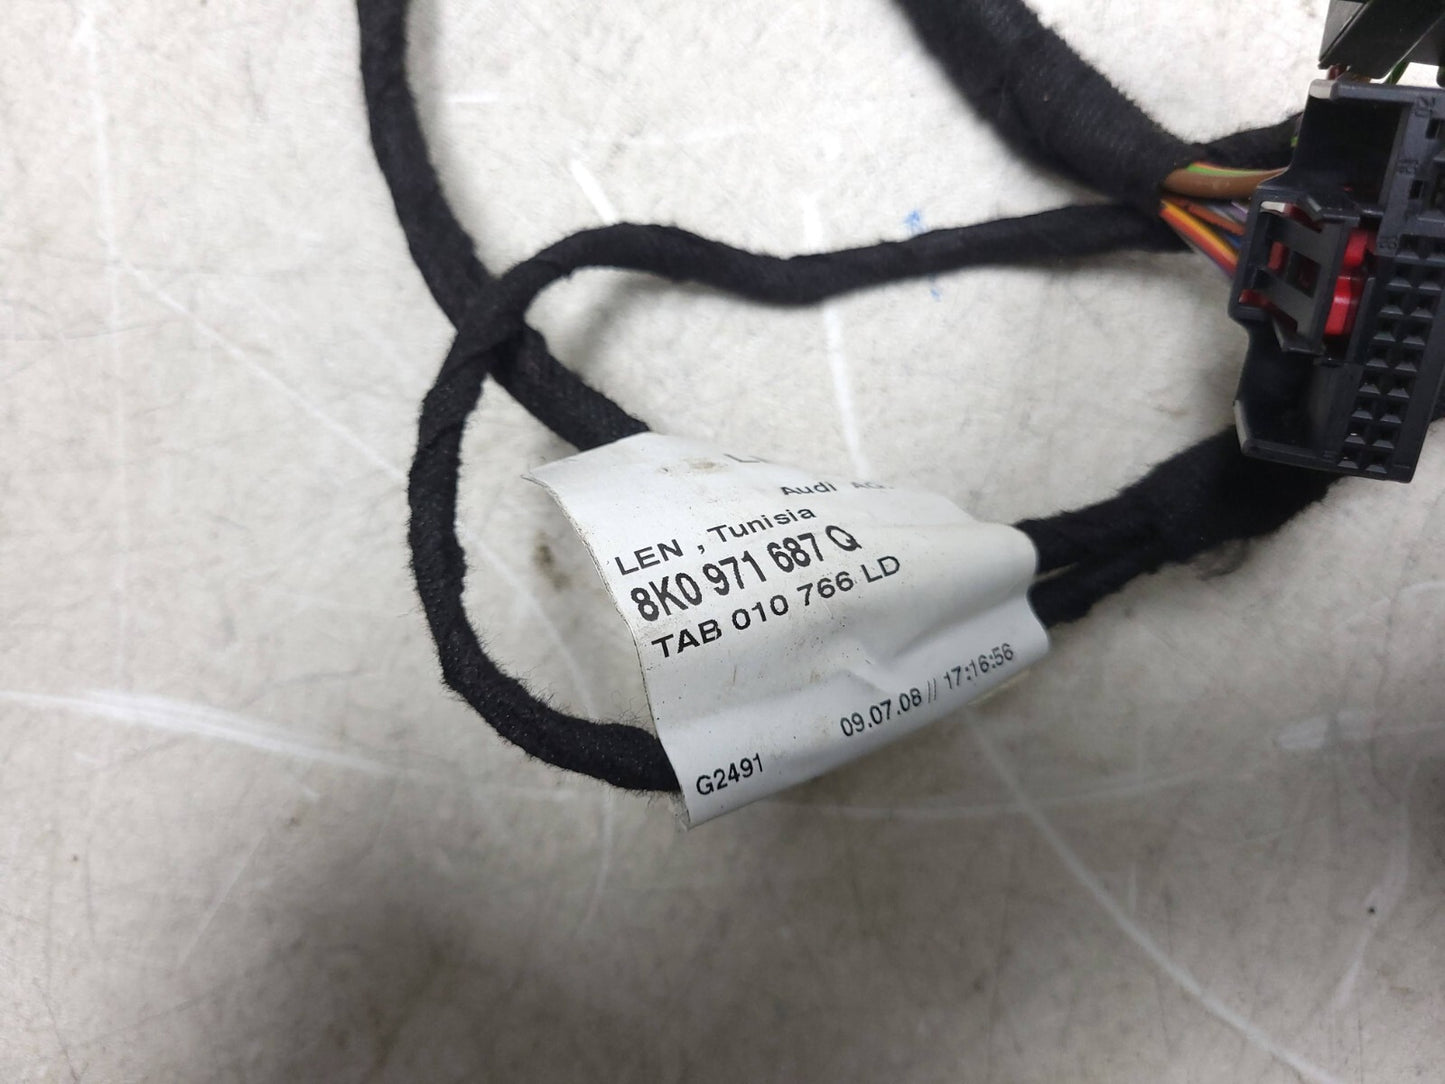 Audi AG.
LEN , Tunisia
8K0 971 687 Q
TAB 010 766 LD
09.07.08 // 17:16:56
G2491